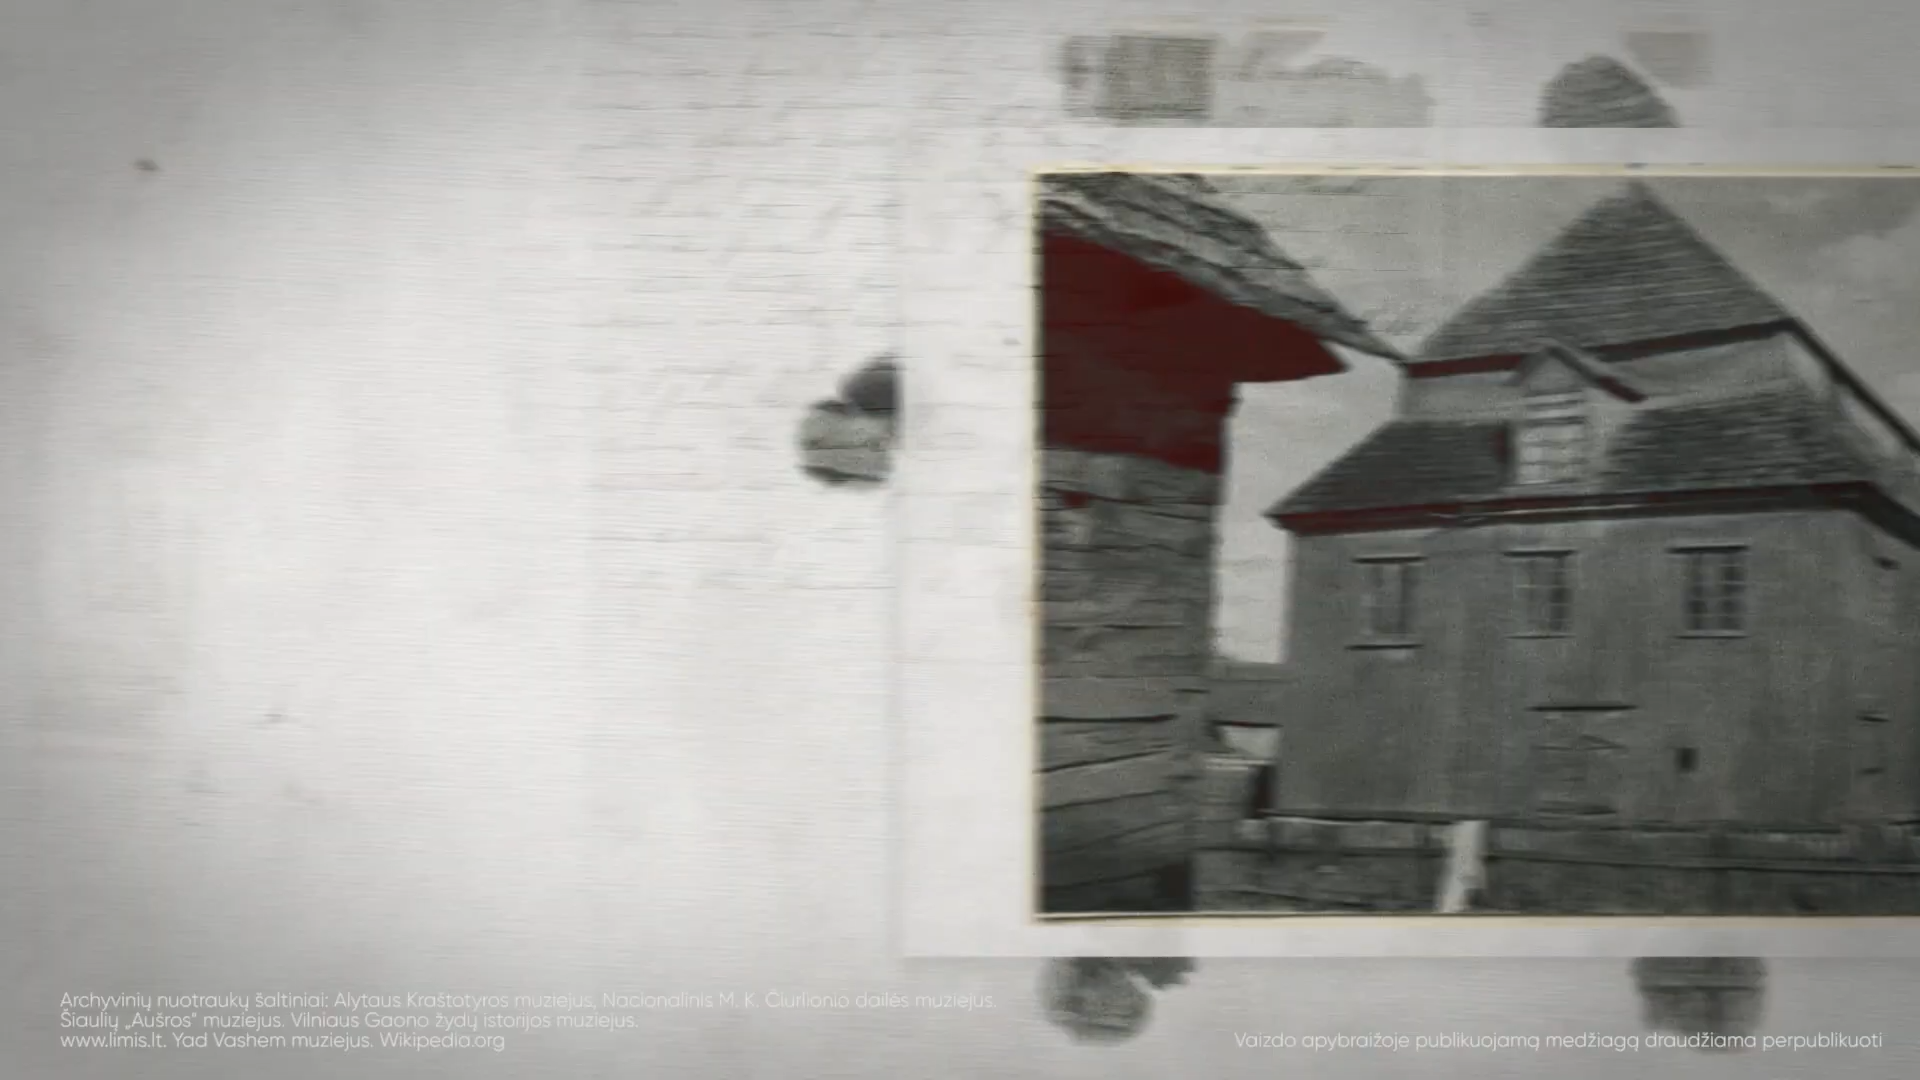 Archyvinių nuotraukų šaltiniai: Alytaus Kraštotyros muziejus, Nacionalinis M. K. Čiurlionio dailės muziejus.
Šiaulių „Aušros" muziejus. Vilniaus Gaono žydų istorijos muziejus.
www.limis.lt. Yad Vashem muziejus. Wikipedia.org
Vaizdo apybraižoje publikuojamą medžiagą draudžiama perpublikuoti